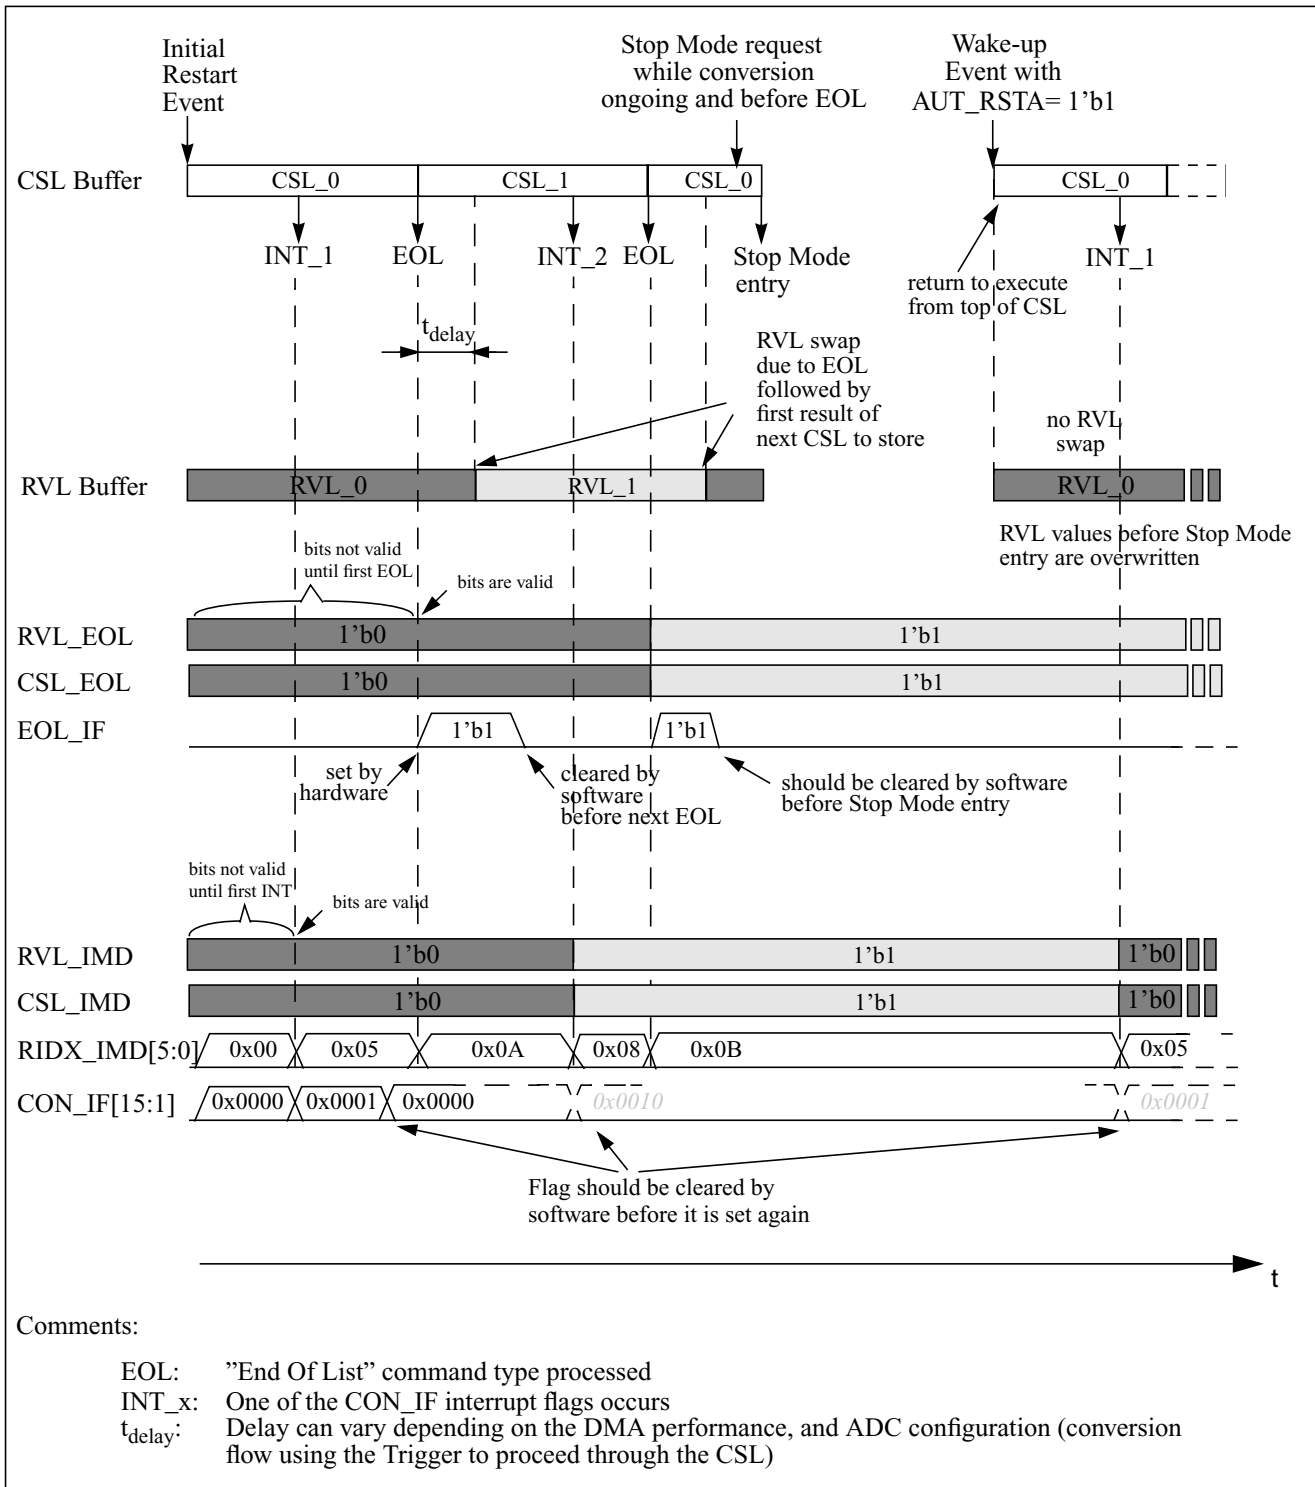 Initial
Restart
Event
Stop Mode request
while conversion
ongoing and before EOL
Wake-up
Event with
AUT_RSTA= 1’b1
CSL Buffer
CSL_0
CSL_1
CSL_0
CSL_0
INT_1
EOL
INT_2
EOL
Stop Mode
entry
INT_1
return to execute
from top of CSL
tdelay
RVL swap
due to EOL
followed by
first result of
next CSL to store
no RVL
swap
RVL Buffer
RVL_0
RVL_1
RVL_0
RVL values before Stop Mode
entry are overwritten
bits not valid
until first EOL
bits are valid
RVL_EOL
1’b0
1’b1
CSL_EOL
1’b0
1’b1
EOL_IF
1’b1
1’b1
set by
hardware
cleared by
software
before next EOL
should be cleared by software
before Stop Mode entry
bits not valid
until first INT
bits are valid
RVL_IMD
1’b0
1’b1
1’b0
CSL_IMD
1’b0
1’b1
1’b0
RIDX_IMD[5:0]
0x00
0x05
0x0A
0x08
0x0B
0x05
CON_IF[15:1]
0x0000
0x0001
0x0000
0x0010
0x0001
Flag should be cleared by
software before it is set again
t
Comments:
EOL: ”End Of List” command type processed
INT_x: One of the CON_IF interrupt flags occurs
tdelay: Delay can vary depending on the DMA performance, and ADC configuration (conversion
flow using the Trigger to proceed through the CSL)